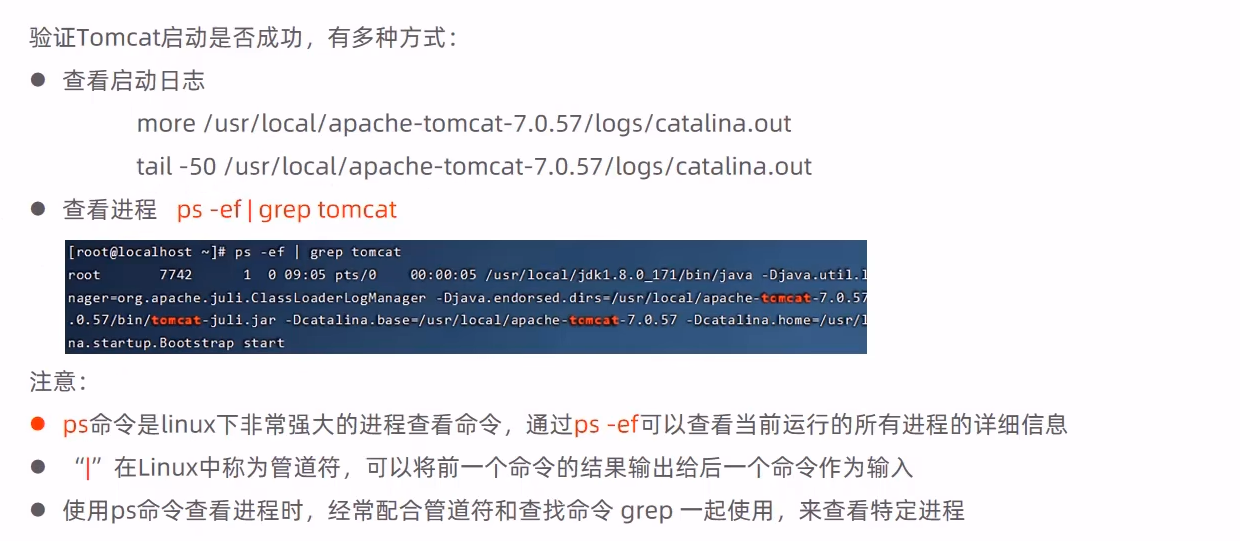 验证Tomcat启动是否成功，有多种方式：
● 查看启动日志
more /usr/local/apache-tomcat-7.0.57/logs/catalina.out
tail -50 /usr/local/apache-tomcat-7.0.57/logs/catalina.out
● 查看进程 ps -ef | grep tomcat
[root@localhost ~]# ps -ef | grep tomcat
root 7742 1 0 09:05 pts/0 00:00:05 /usr/local/jdk1.8.0_171/bin/java -Djava.util.l
nager=org.apache.juli.ClassLoaderLogManager -Djava.endorsed.dirs=/usr/local/apache-tomcat-7.0.57
.0.57/bin/tomcat-juli.jar -Dcatalina.base=/usr/local/apache-tomcat-7.0.57 -Dcatalina.home=/usr/l
na.startup.Bootstrap start
注意：
● ps命令是linux下非常强大的进程查看命令，通过ps -ef可以查看当前运行的所有进程的详细信息
● “|”在Linux中称为管道符，可以将前一个命令的结果输出给后一个命令作为输入
● 使用ps命令查看进程时，经常配合管道符和查找命令 grep 一起使用，来查看特定进程